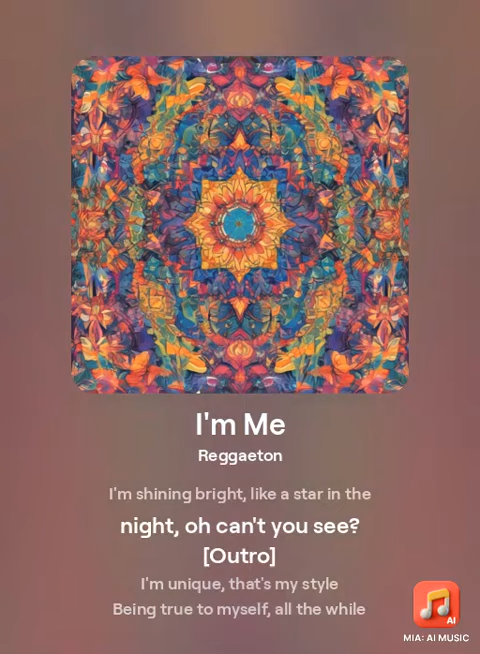 I'm Me
Reggaeton
I'm shining bright, like a star in the
night, oh can't you see?
[Outro]
I'm unique, that's my style
Being true to myself, all the while
AI
MIA: AI MUSIC